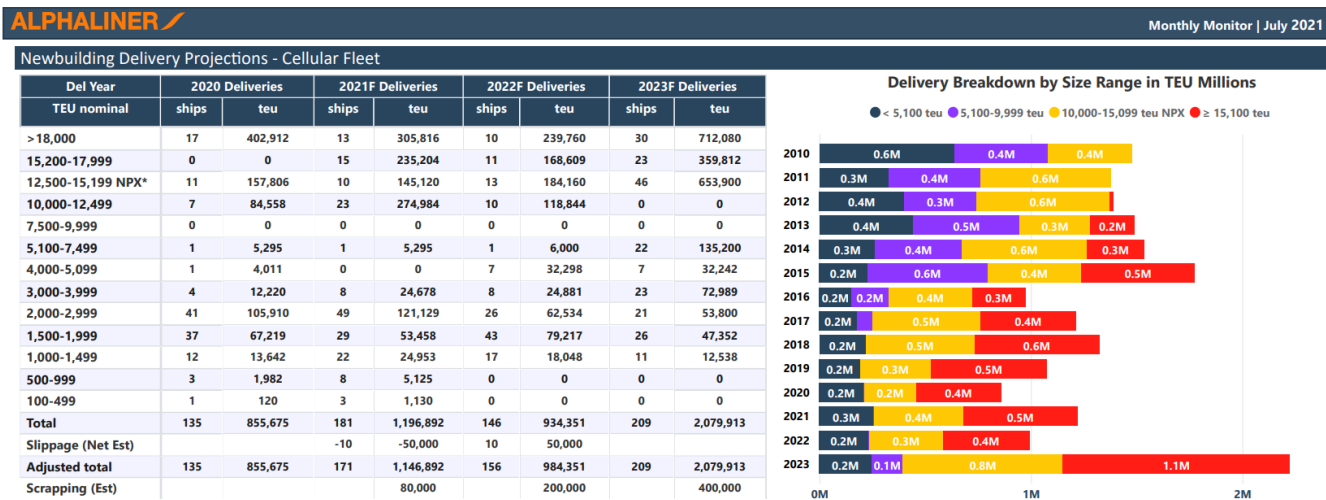 ALPHALINER
Monthly Monitor | July 2021
Newbuilding Delivery Projections - Cellular Fleet
Del Year 2020 Deliveries 2021F Deliveries 2022F Deliveries 2023F Deliveries
TEU nominal ships teu ships teu ships teu ships teu
>18,000 17 402,912 13 305,816 10 239,760 30 712,080
15,200-17,999 0 0 15 235,204 11 168,609 23 359,812
12,500-15,199 NPX* 11 157,806 10 145,120 13 184,160 46 653,900
10,000-12,499 7 84,558 23 274,984 10 118,844 0 0
7,500-9,999 0 0 0 0 0 0 0 0
5,100-7,499 1 5,295 1 5,295 1 6,000 22 135,200
4,000-5,099 1 4,011 0 0 7 32,298 7 32,242
3,000-3,999 4 12,220 8 24,678 8 24,881 23 72,989
2,000-2,999 41 105,910 49 121,129 26 62,534 21 53,800
1,500-1,999 37 67,219 29 53,458 43 79,217 26 47,352
1,000-1,499 12 13,642 22 24,953 17 18,048 11 12,538
500-999 3 1,982 8 5,125 0 0 0 0
100-499 1 120 3 1,130 0 0 0 0
Total 135 855,675 181 1,196,892 146 934,351 209 2,079,913
Slippage (Net Est) -10 -50,000 10 50,000
Adjusted total 135 855,675 171 1,146,892 156 984,351 209 2,079,913
Scrapping (Est) 80,000 200,000 400,000
Delivery Breakdown by Size Range in TEU Millions
< 5,100 teu 5,100-9,999 teu 10,000-15,099 teu NPX ≥ 15,100 teu
2010 0.6M 0.4M 0.4M
2011 0.3M 0.4M 0.6M
2012 0.4M 0.3M 0.6M
2013 0.4M 0.5M 0.3M 0.2M
2014 0.3M 0.4M 0.6M 0.3M
2015 0.2M 0.6M 0.4M 0.5M
2016 0.2M 0.2M 0.4M 0.3M
2017 0.2M 0.5M 0.4M
2018 0.2M 0.5M 0.6M
2019 0.2M 0.3M 0.5M
2020 0.2M 0.2M 0.4M
2021 0.3M 0.4M 0.5M
2022 0.2M 0.3M 0.4M
2023 0.2M 0.1M 0.8M 1.1M
0M 1M 2M